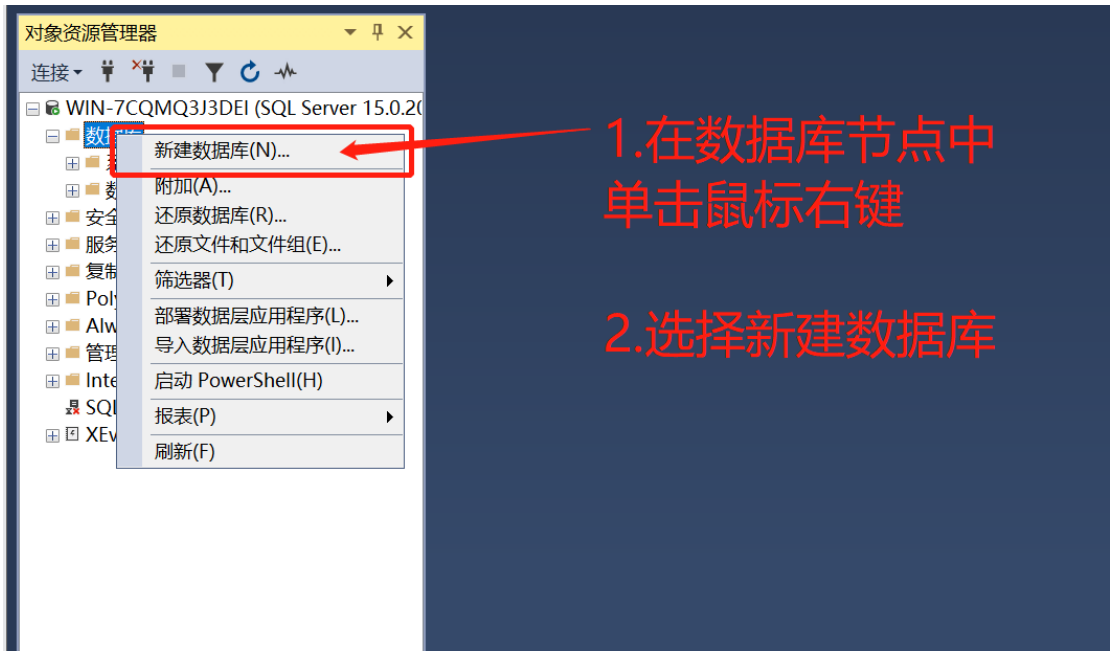 对象资源管理器
连接
WIN-7CQMQ3J3DEI (SQL Server 15.0.20
数据库
新建数据库(N)...
附加(A)...
还原数据库(R)...
还原文件和文件组(E)...
筛选器(T)
部署数据层应用程序(L)...
导入数据层应用程序(I)...
启动 PowerShell(H)
报表(P)
刷新(F)
数
安全
服务
复制
Poly
Alw
管理
Inte
SQL
XEv
1.在数据库节点中
单击鼠标右键
2.选择新建数据库